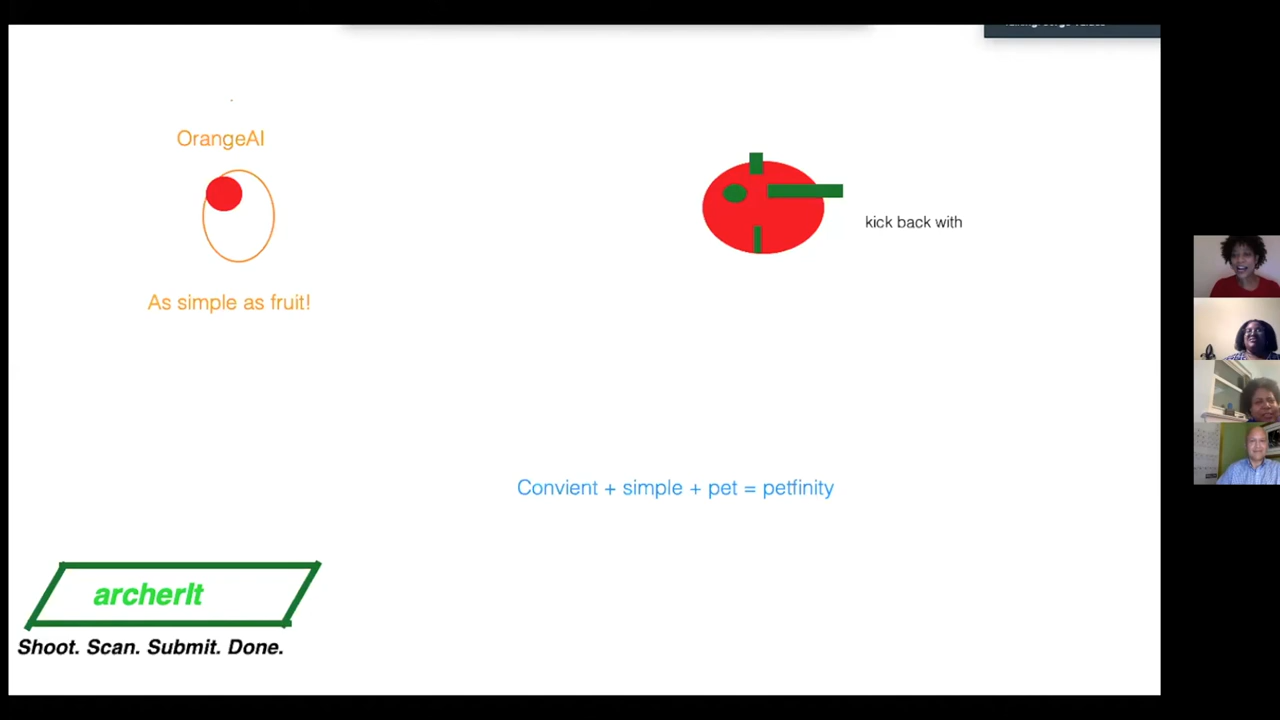 OrangeAI
As simple as fruit!
kick back with
Convient + simple + pet = petfinity
archerIt
Shoot. Scan. Submit. Done.